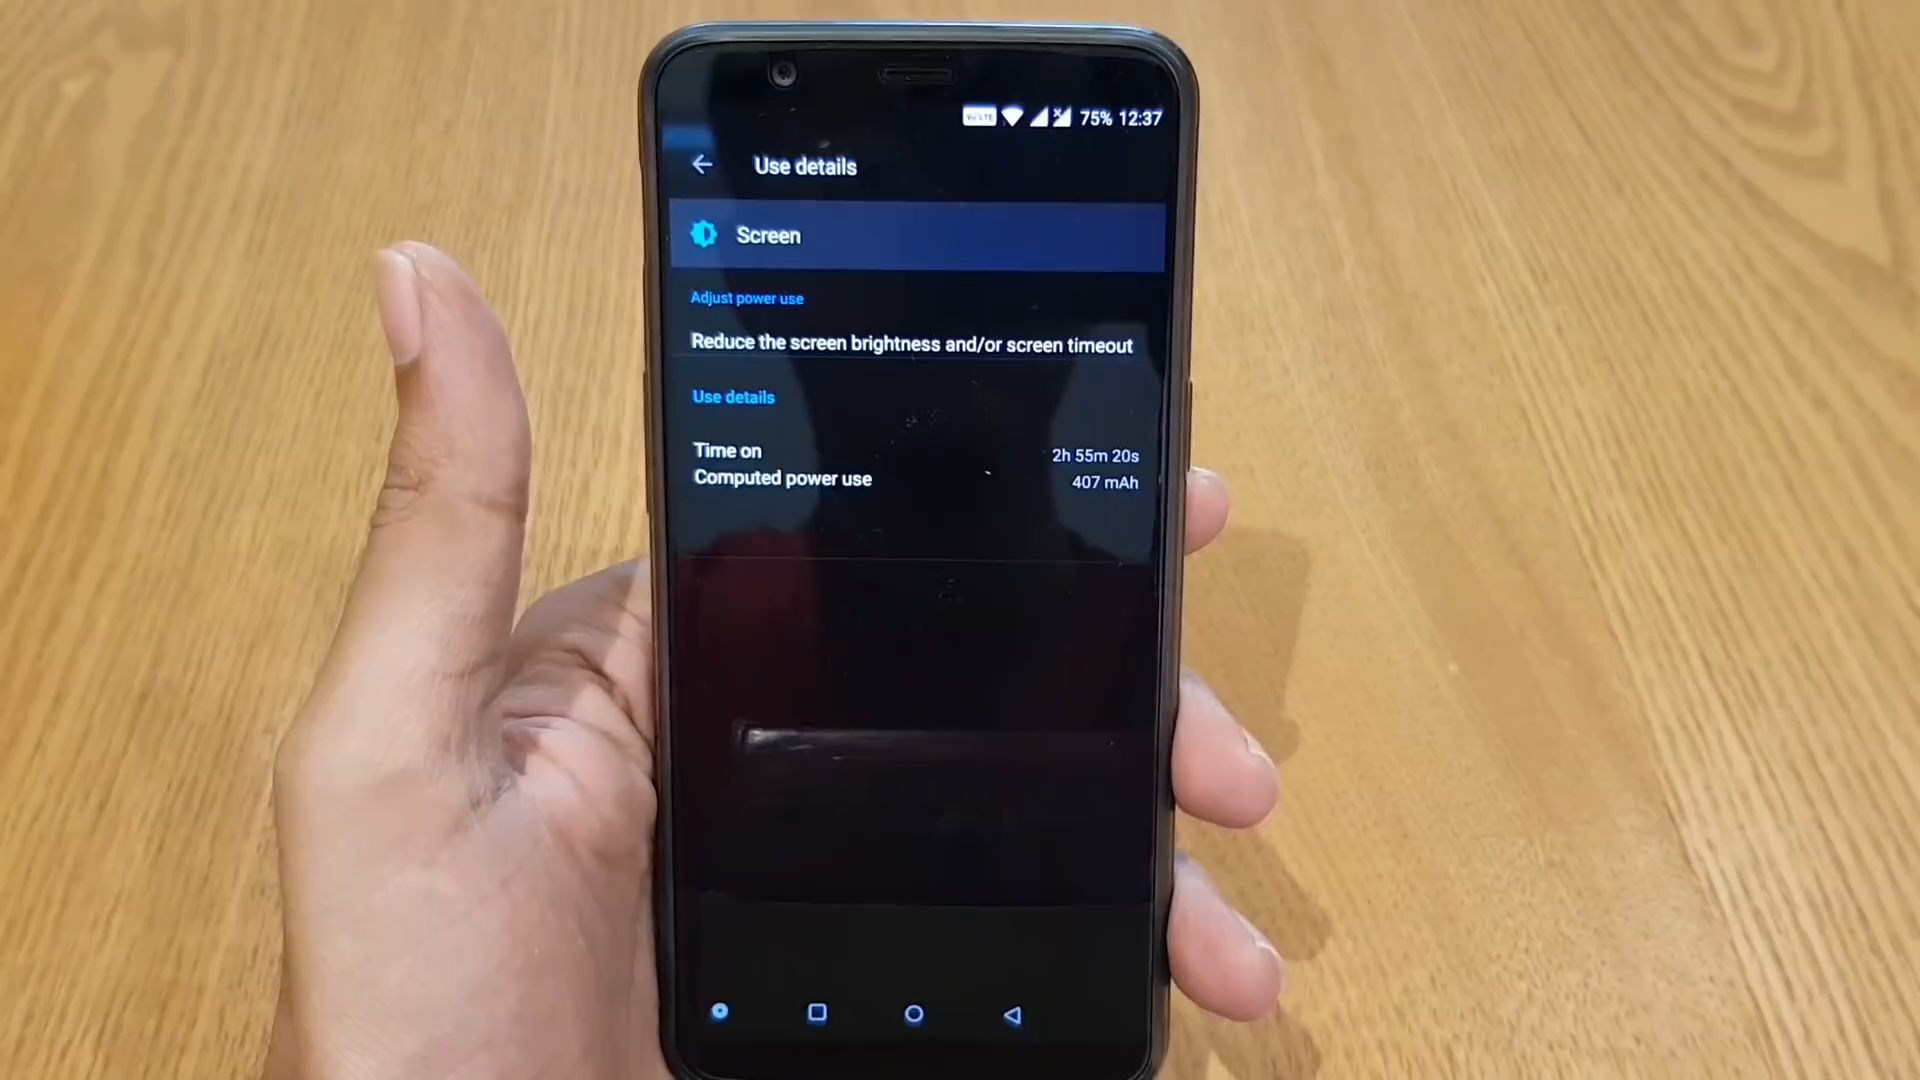 VoLTE 75% 12:37
Use details
Screen
Adjust power use
Reduce the screen brightness and/or screen timeout
Use details
Time on 2h 55m 20s
Computed power use 407 mAh